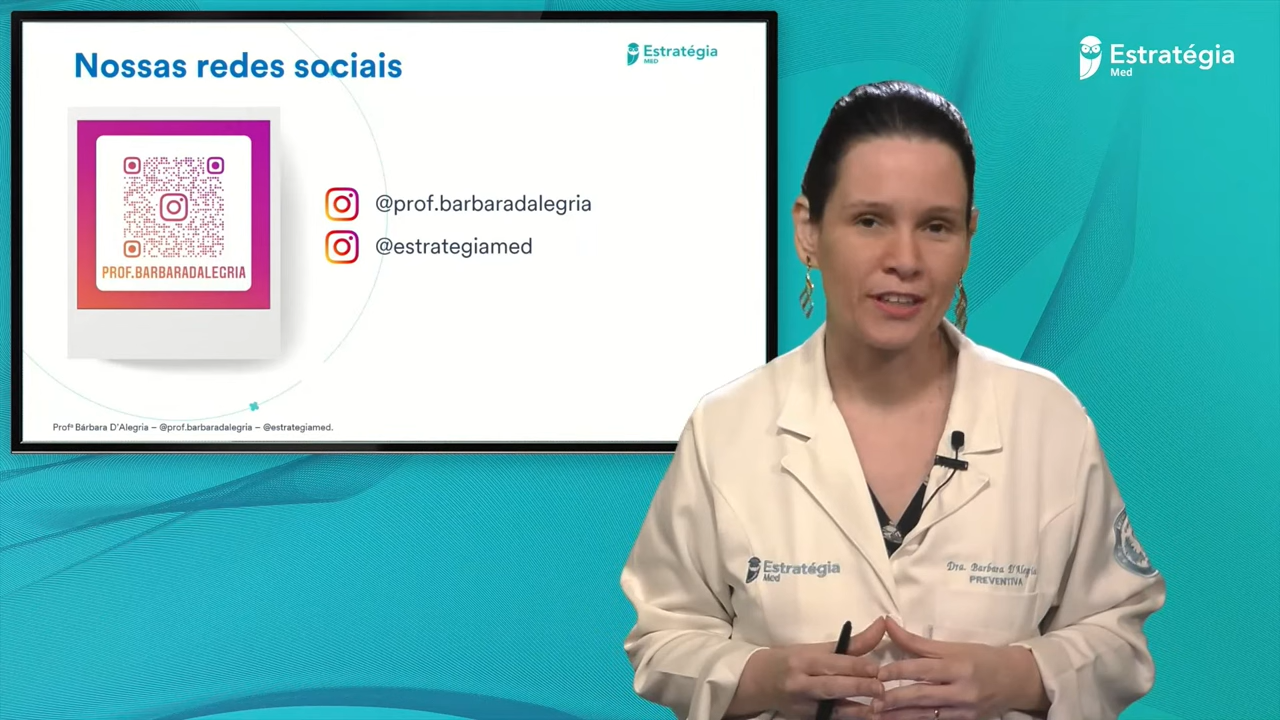 Nossas redes sociais
Estratégia
MED
Estratégia
Med
PROF.BARBARADALEGRIA
@prof.barbaradalegria
@estrategiamed
Profª Bárbara D'Alegria – @prof.barbaradalegria – @estrategiamed.
Estratégia
Med
Dra. Barbara D'Alegria
PREVENTIVA